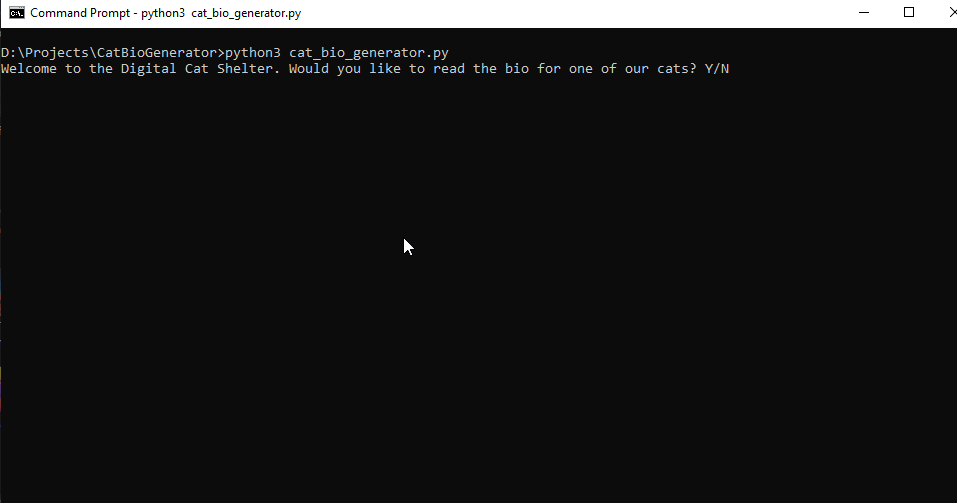 Command Prompt - python3  cat_bio_generator.py
D:\Projects\CatBioGenerator>python3 cat_bio_generator.py
Welcome to the Digital Cat Shelter. Would you like to read the bio for one of our cats? Y/N